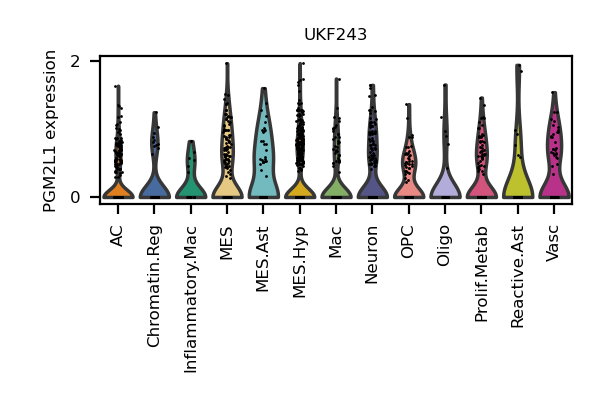 UKF243
PGM2L1 expression
2
0
AC
Chromatin.Reg
Inflammatory.Mac
MES
MES.Ast
MES.Hyp
Mac
Neuron
OPC
Oligo
Prolif.Metab
Reactive.Ast
Vasc